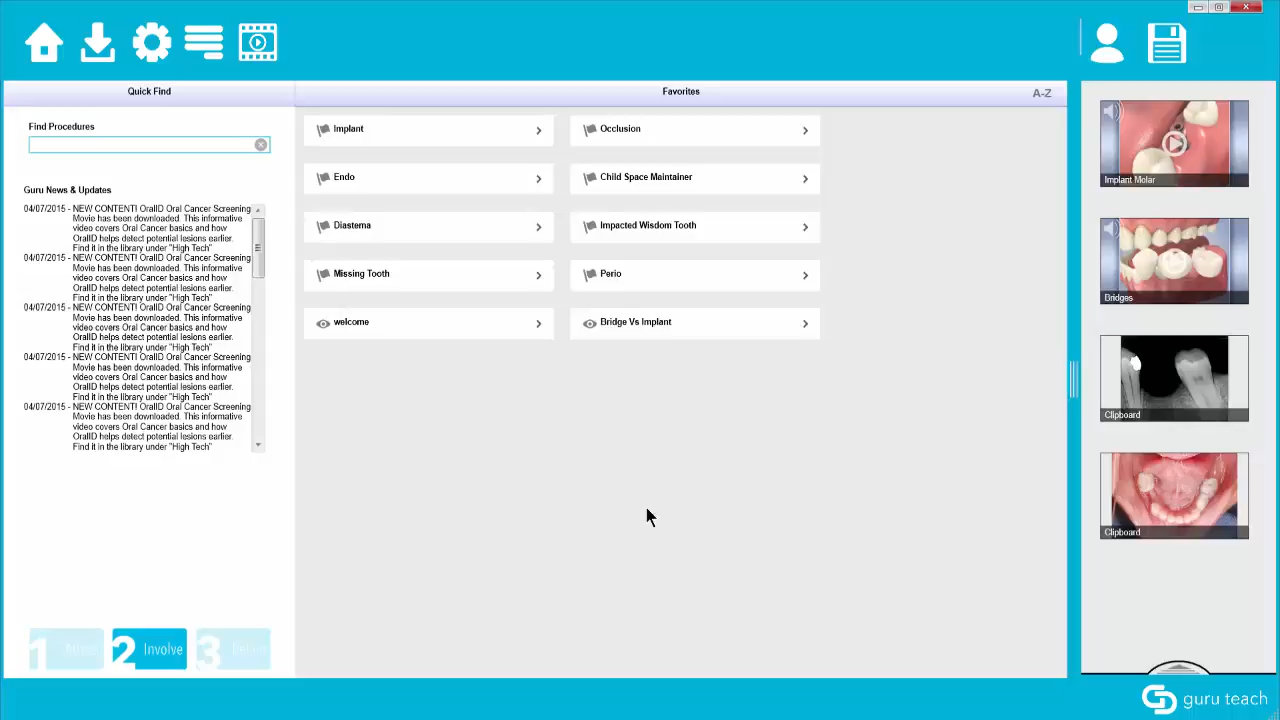 Quick Find
Favorites
A-Z
Find Procedures
Guru News & Updates
04/07/2015 - NEW CONTENT! OralID Oral Cancer Screening
Movie has been downloaded. This informative
video covers Oral Cancer basics and how
OralID helps detect potential lesions earlier.
Find it in the library under "High Tech"
04/07/2015 - NEW CONTENT! OralID Oral Cancer Screening
Movie has been downloaded. This informative
video covers Oral Cancer basics and how
OralID helps detect potential lesions earlier.
Find it in the library under "High Tech"
04/07/2015 - NEW CONTENT! OralID Oral Cancer Screening
Movie has been downloaded. This informative
video covers Oral Cancer basics and how
OralID helps detect potential lesions earlier.
Find it in the library under "High Tech"
04/07/2015 - NEW CONTENT! OralID Oral Cancer Screening
Movie has been downloaded. This informative
video covers Oral Cancer basics and how
OralID helps detect potential lesions earlier.
Find it in the library under "High Tech"
04/07/2015 - NEW CONTENT! OralID Oral Cancer Screening
Movie has been downloaded. This informative
video covers Oral Cancer basics and how
OralID helps detect potential lesions earlier.
Find it in the library under "High Tech"
1
2 Involve
3
Implant
Occlusion
Endo
Child Space Maintainer
Diastema
Impacted Wisdom Tooth
Missing Tooth
Perio
welcome
Bridge Vs Implant
Implant Molar
Bridges
Clipboard
Clipboard
guru teach